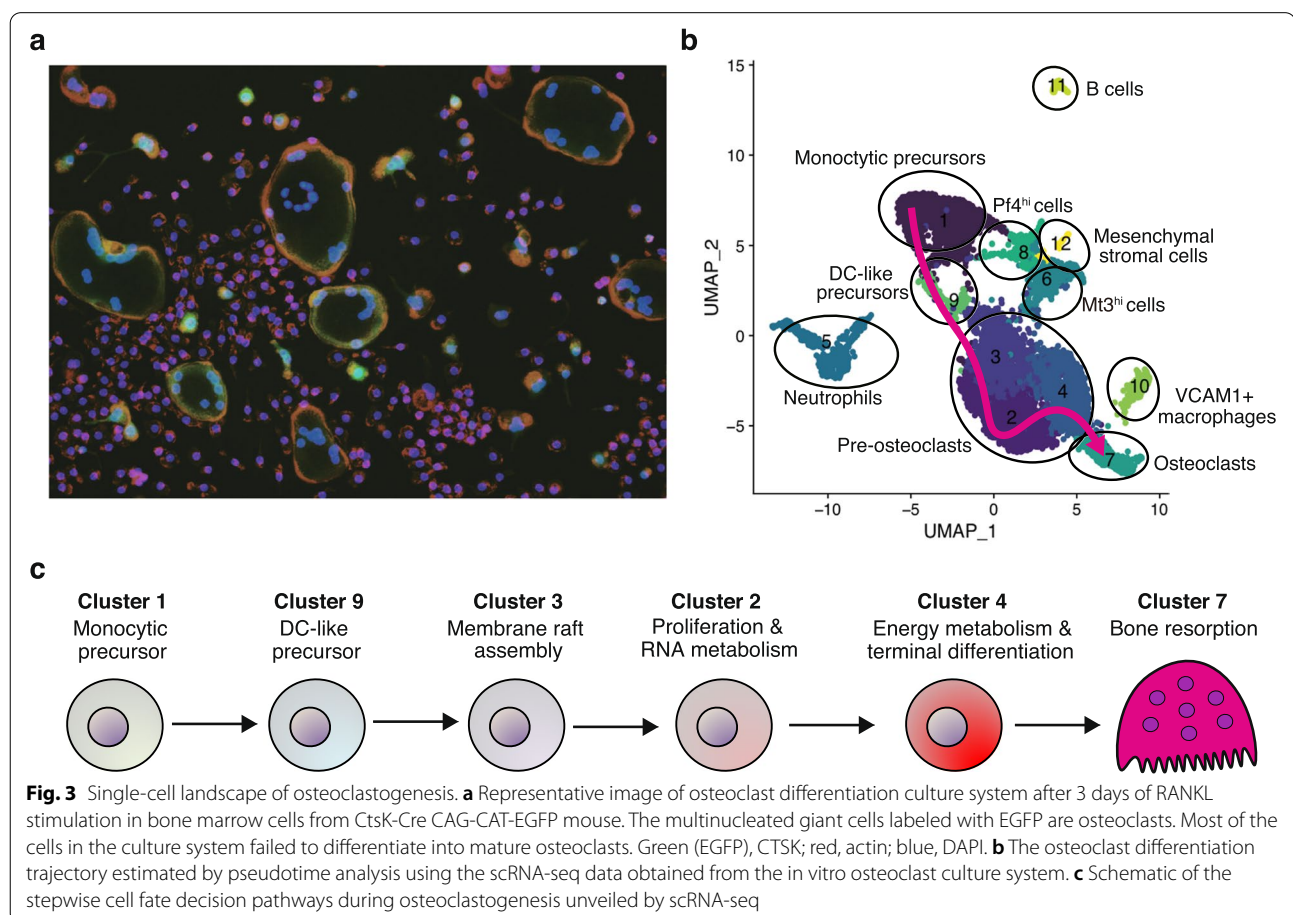 a
b
15
10
5
0
−5
−10
−5
0
5
10
UMAP_2
UMAP_1
11
B cells
Monoctytic precursors
1
Pf4hi cells
8
12
Mesenchymal
stromal cells
DC-like
precursors
9
6
Mt3hi cells
5
Neutrophils
3
4
2
10
VCAM1+
macrophages
Pre-osteoclasts
7
Osteoclasts
c
Cluster 1
Monocytic
precursor
Cluster 9
DC-like
precursor
Cluster 3
Membrane raft
assembly
Cluster 2
Proliferation &
RNA metabolism
Cluster 4
Energy metabolism &
terminal differentiation
Cluster 7
Bone resorption
Fig. 3 Single-cell landscape of osteoclastogenesis. a Representative image of osteoclast differentiation culture system after 3 days of RANKL
stimulation in bone marrow cells from CtsK-Cre CAG-CAT-EGFP mouse. The multinucleated giant cells labeled with EGFP are osteoclasts. Most of the
cells in the culture system failed to differentiate into mature osteoclasts. Green (EGFP), CTSK; red, actin; blue, DAPI. b The osteoclast differentiation
trajectory estimated by pseudotime analysis using the scRNA-seq data obtained from the in vitro osteoclast culture system. c Schematic of the
stepwise cell fate decision pathways during osteoclastogenesis unveiled by scRNA-seq